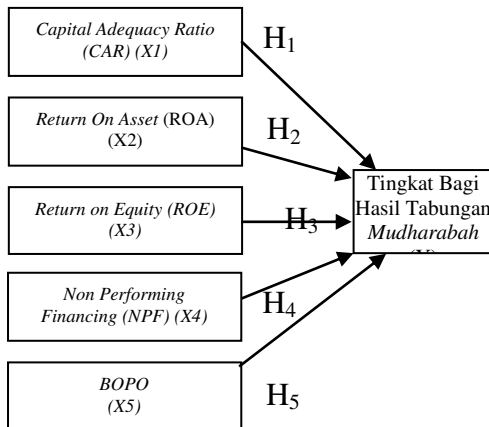 Capital Adequacy Ratio
(CAR) (X1)
H1
Return On Asset (ROA)
(X2)
H2
Return on Equity (ROE)
(X3)
H3
Tingkat Bagi
Hasil Tabungan
Mudharabah
Non Performing
Financing (NPF) (X4)
H4
BOPO
(X5)
H5